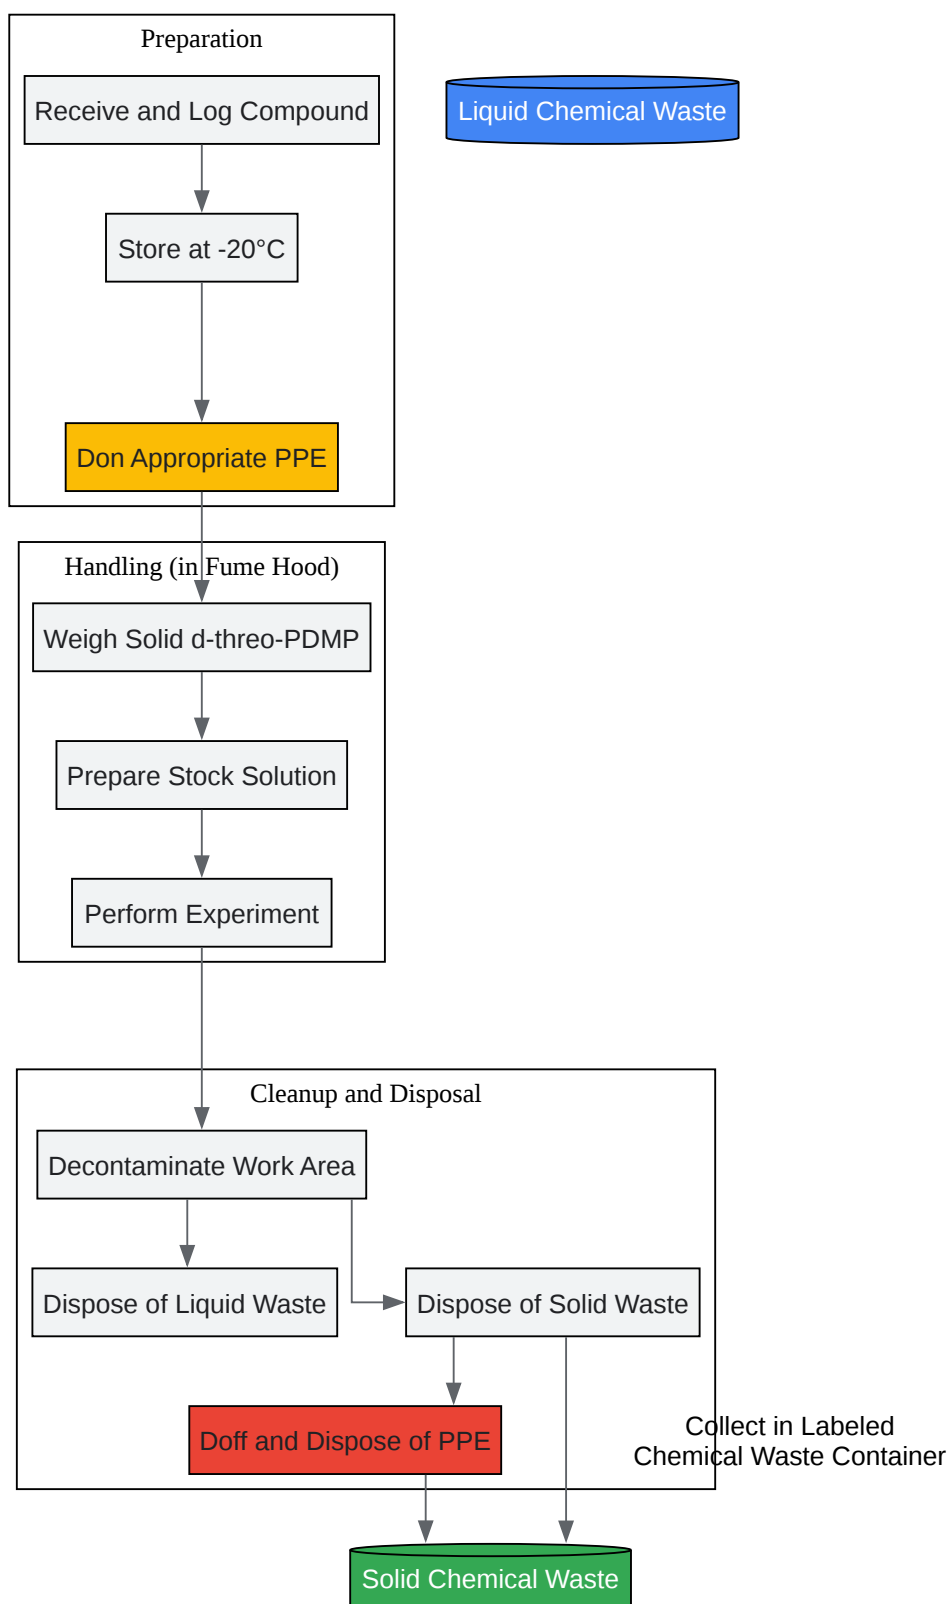 Preparation
Receive and Log Compound
Liquid Chemical Waste
Store at -20°C
Don Appropriate PPE
Handling (in Fume Hood)
Weigh Solid d-threo-PDMP
Prepare Stock Solution
Perform Experiment
Cleanup and Disposal
Decontaminate Work Area
Dispose of Liquid Waste
Dispose of Solid Waste
Doff and Dispose of PPE
Collect in Labeled
Chemical Waste Container
Solid Chemical Waste